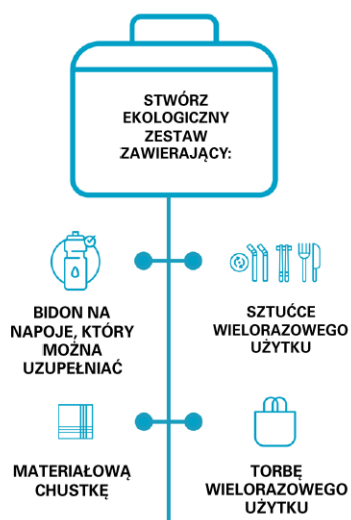 STWÓRZ
EKOLOGICZNY
ZESTAW
ZAWIERAJĄCY:
BIDON NA
NAPOJE, KTÓRY
MOŻNA
UZUPEŁNIAĆ
SZTUĆCE
WIELORAZOWEGO
UŻYTKU
MATERIAŁOWĄ
CHUSTKĘ
TORBĘ
WIELORAZOWEGO
UŻYTKU